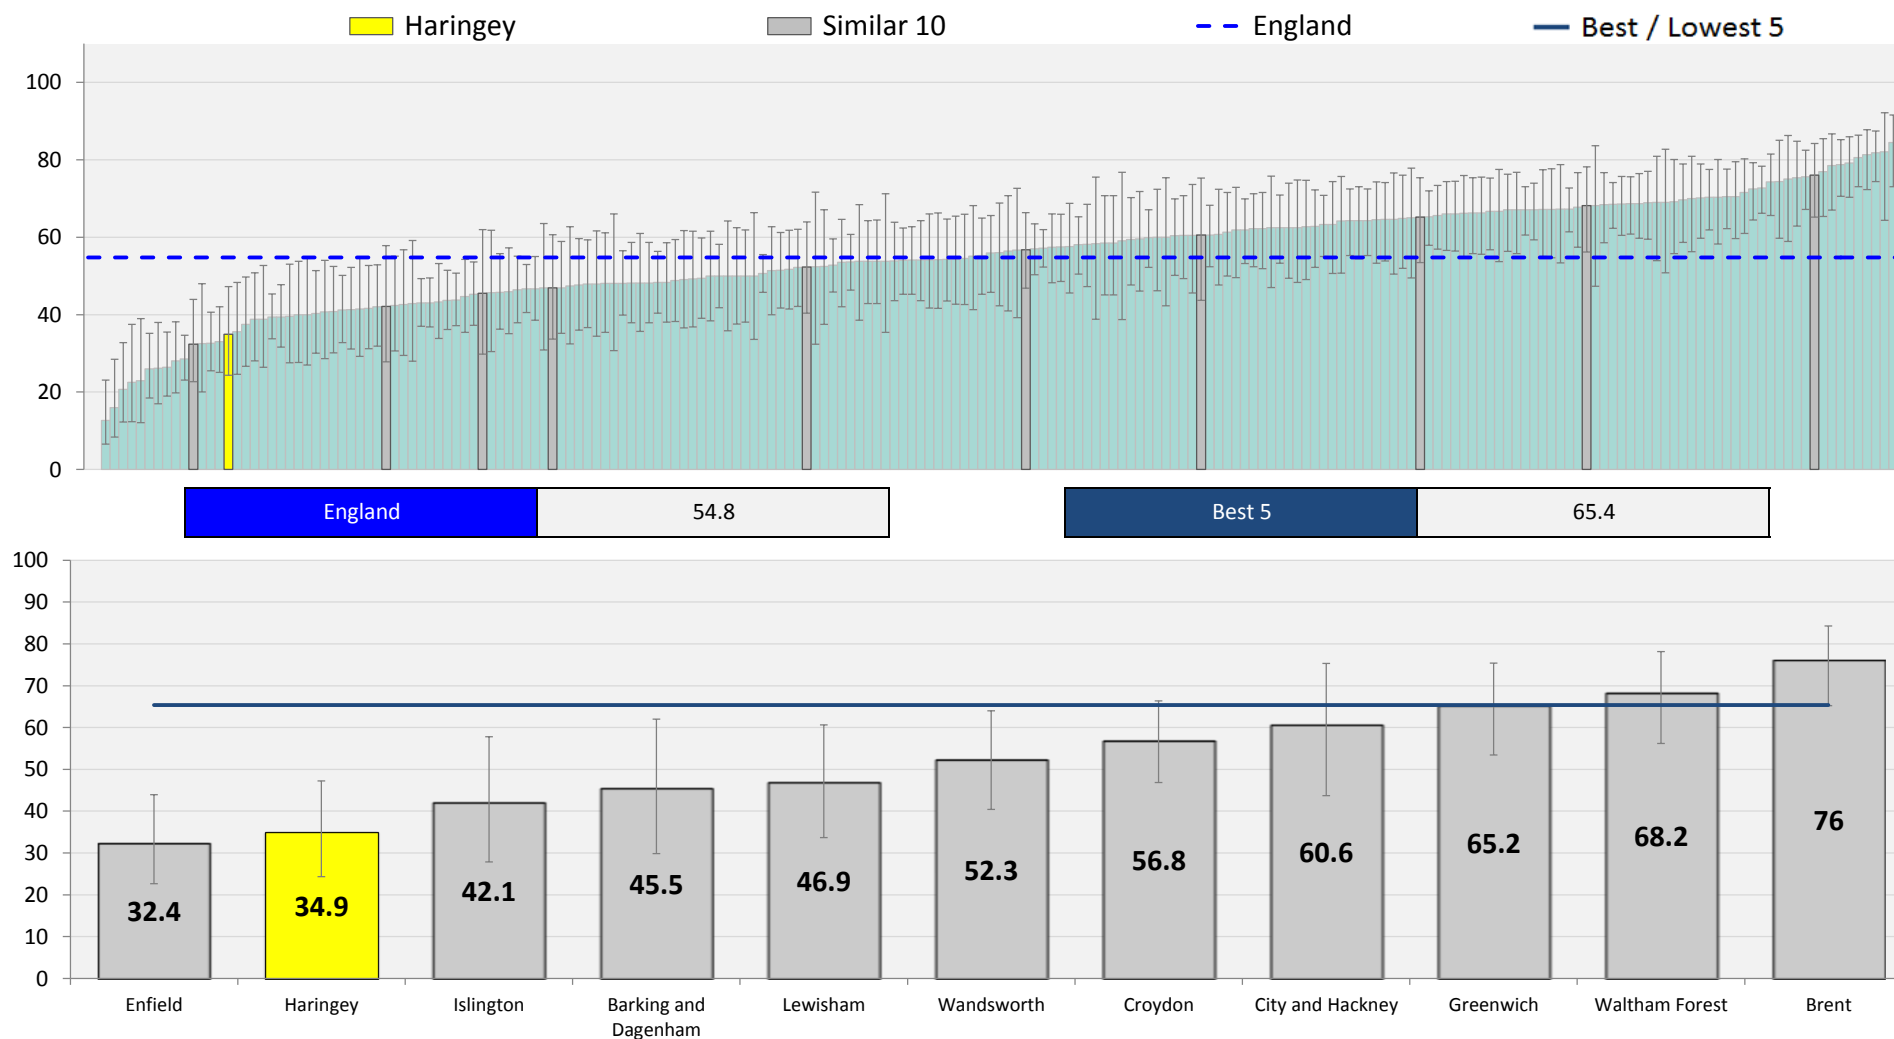 Haringey
Similar 10
England
Best / Lowest 5
100
80
60
40
20
0
England
54.8
Best 5
65.4
100
90
80
70
60
50
40
30
20
10
0
32.4
34.9
42.1
45.5
46.9
52.3
56.8
60.6
65.2
68.2
76
Enfield
Haringey
Islington
Barking and
Dagenham
Lewisham
Wandsworth
Croydon
City and Hackney
Greenwich
Waltham Forest
Brent